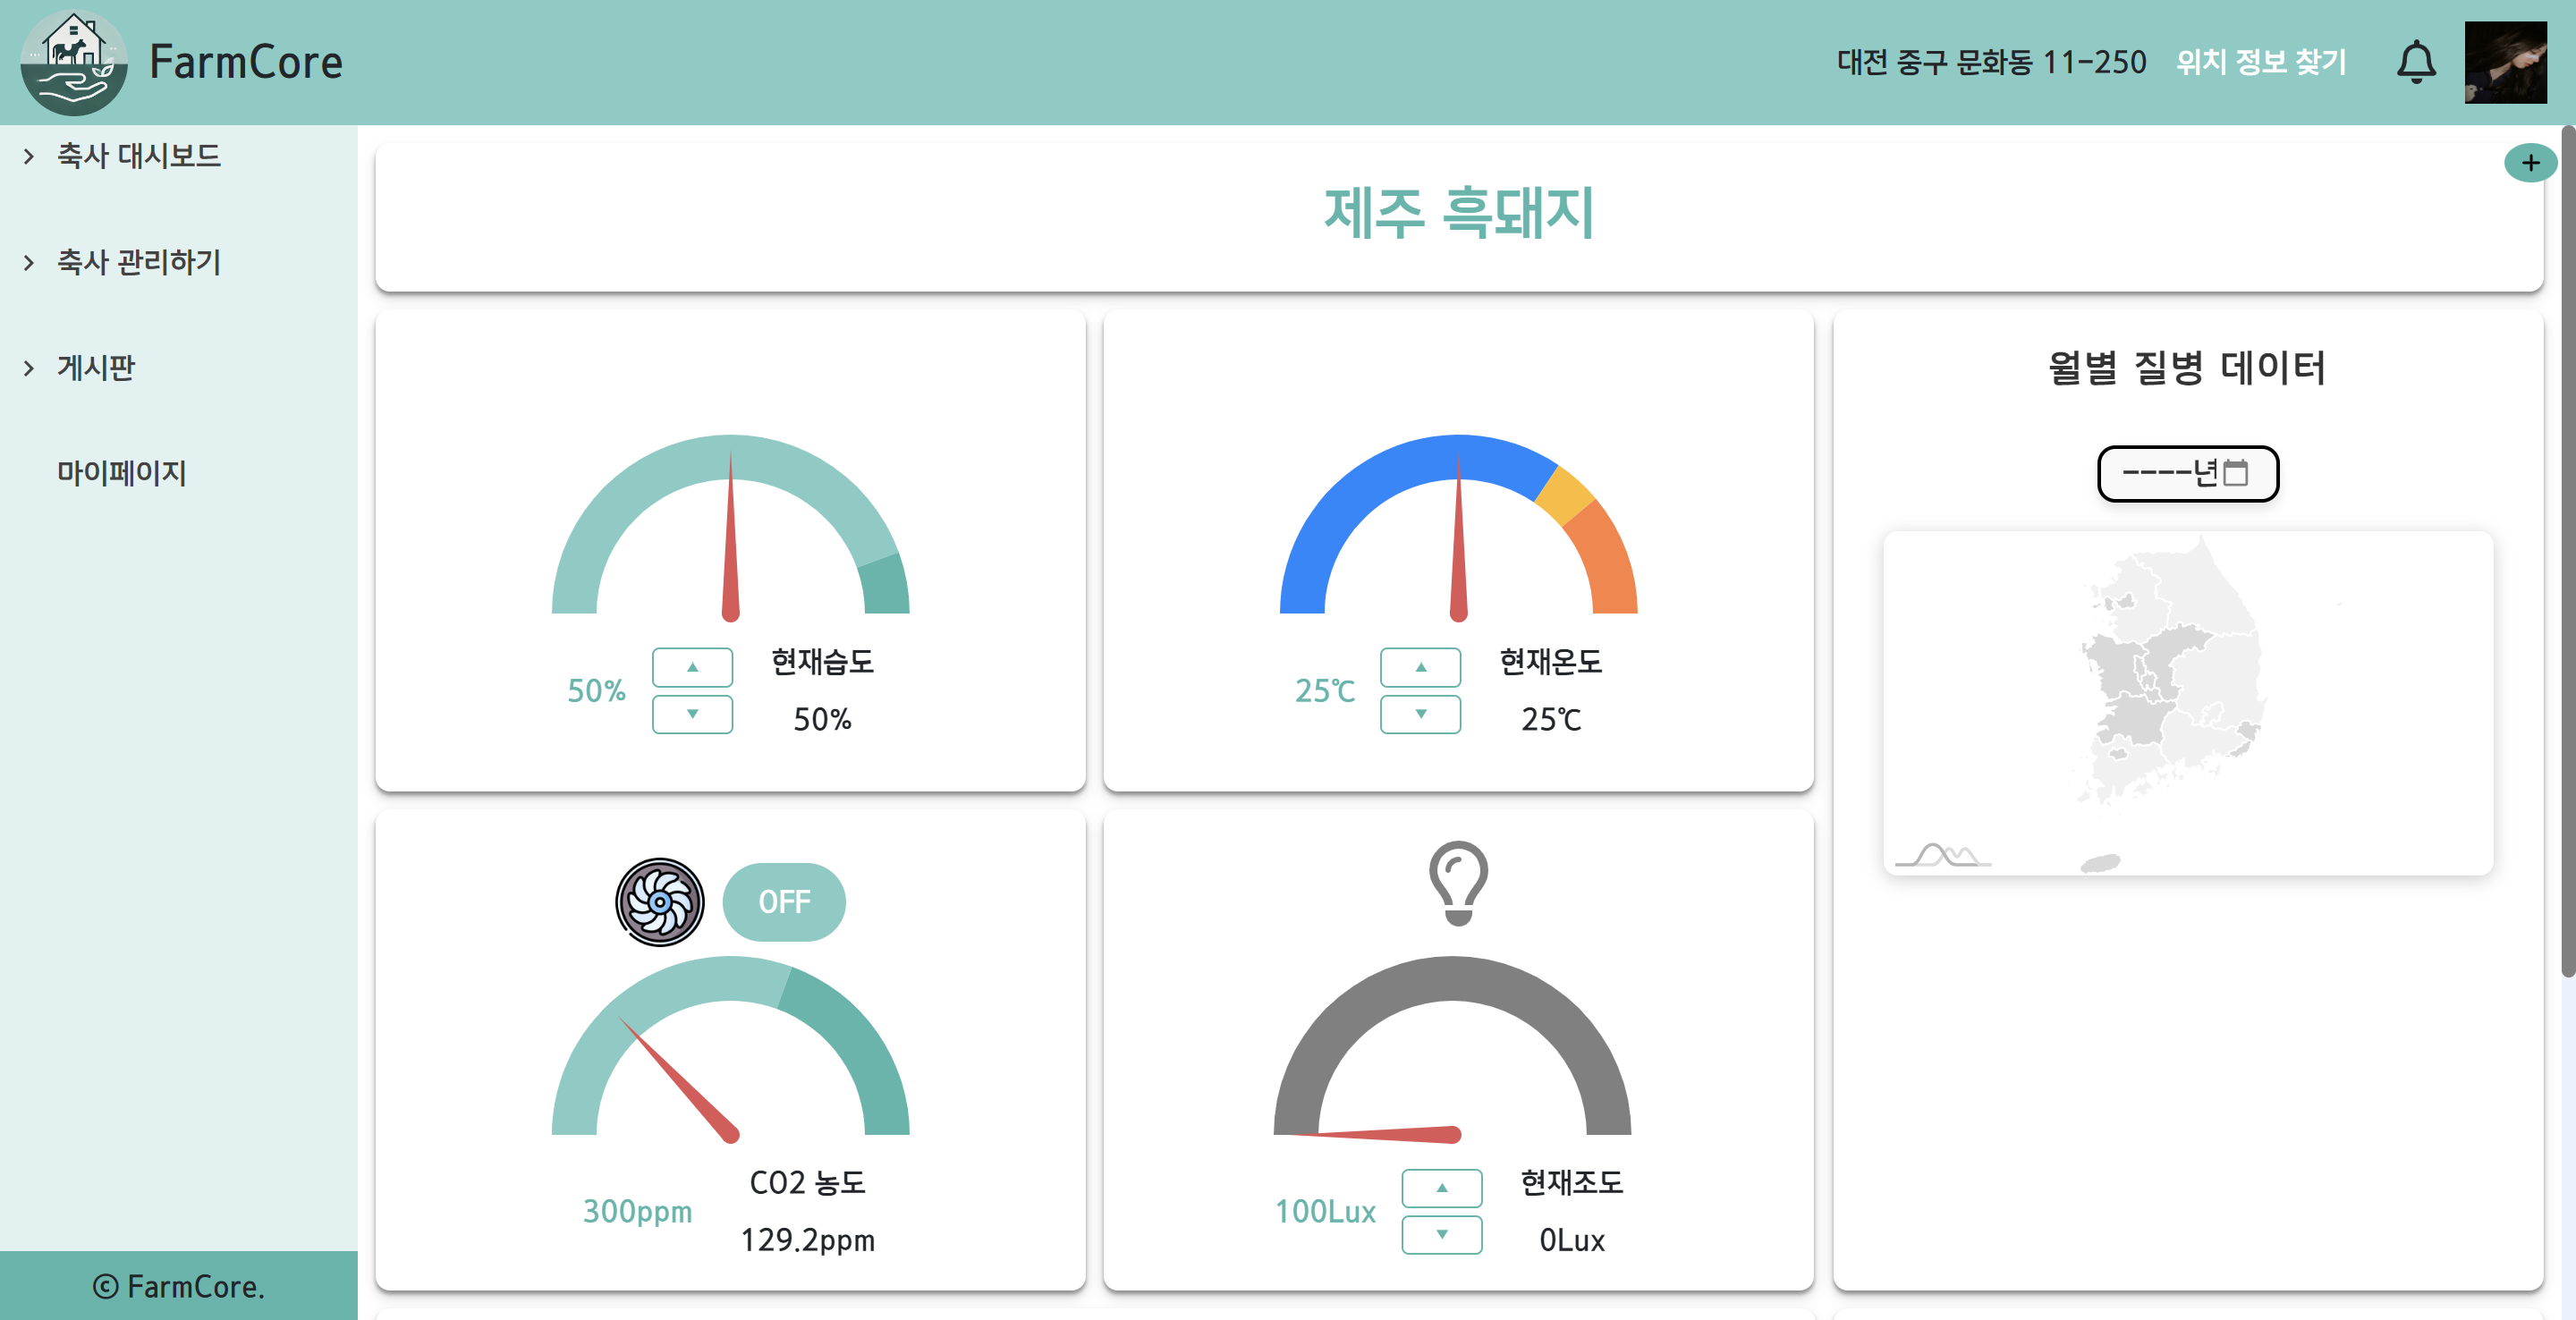 FarmCore
대전 중구 문화동 11-250 위치 정보 찾기
축사 대시보드
축사 관리하기
게시판
마이페이지
© FarmCore.
+
제주 흑돼지
50%
▲
▼
현재습도
50%
25℃
▲
▼
현재온도
25℃
월별 질병 데이터
----년
OFF
300ppm
CO2 농도
129.2ppm
100Lux
▲
▼
현재조도
0Lux